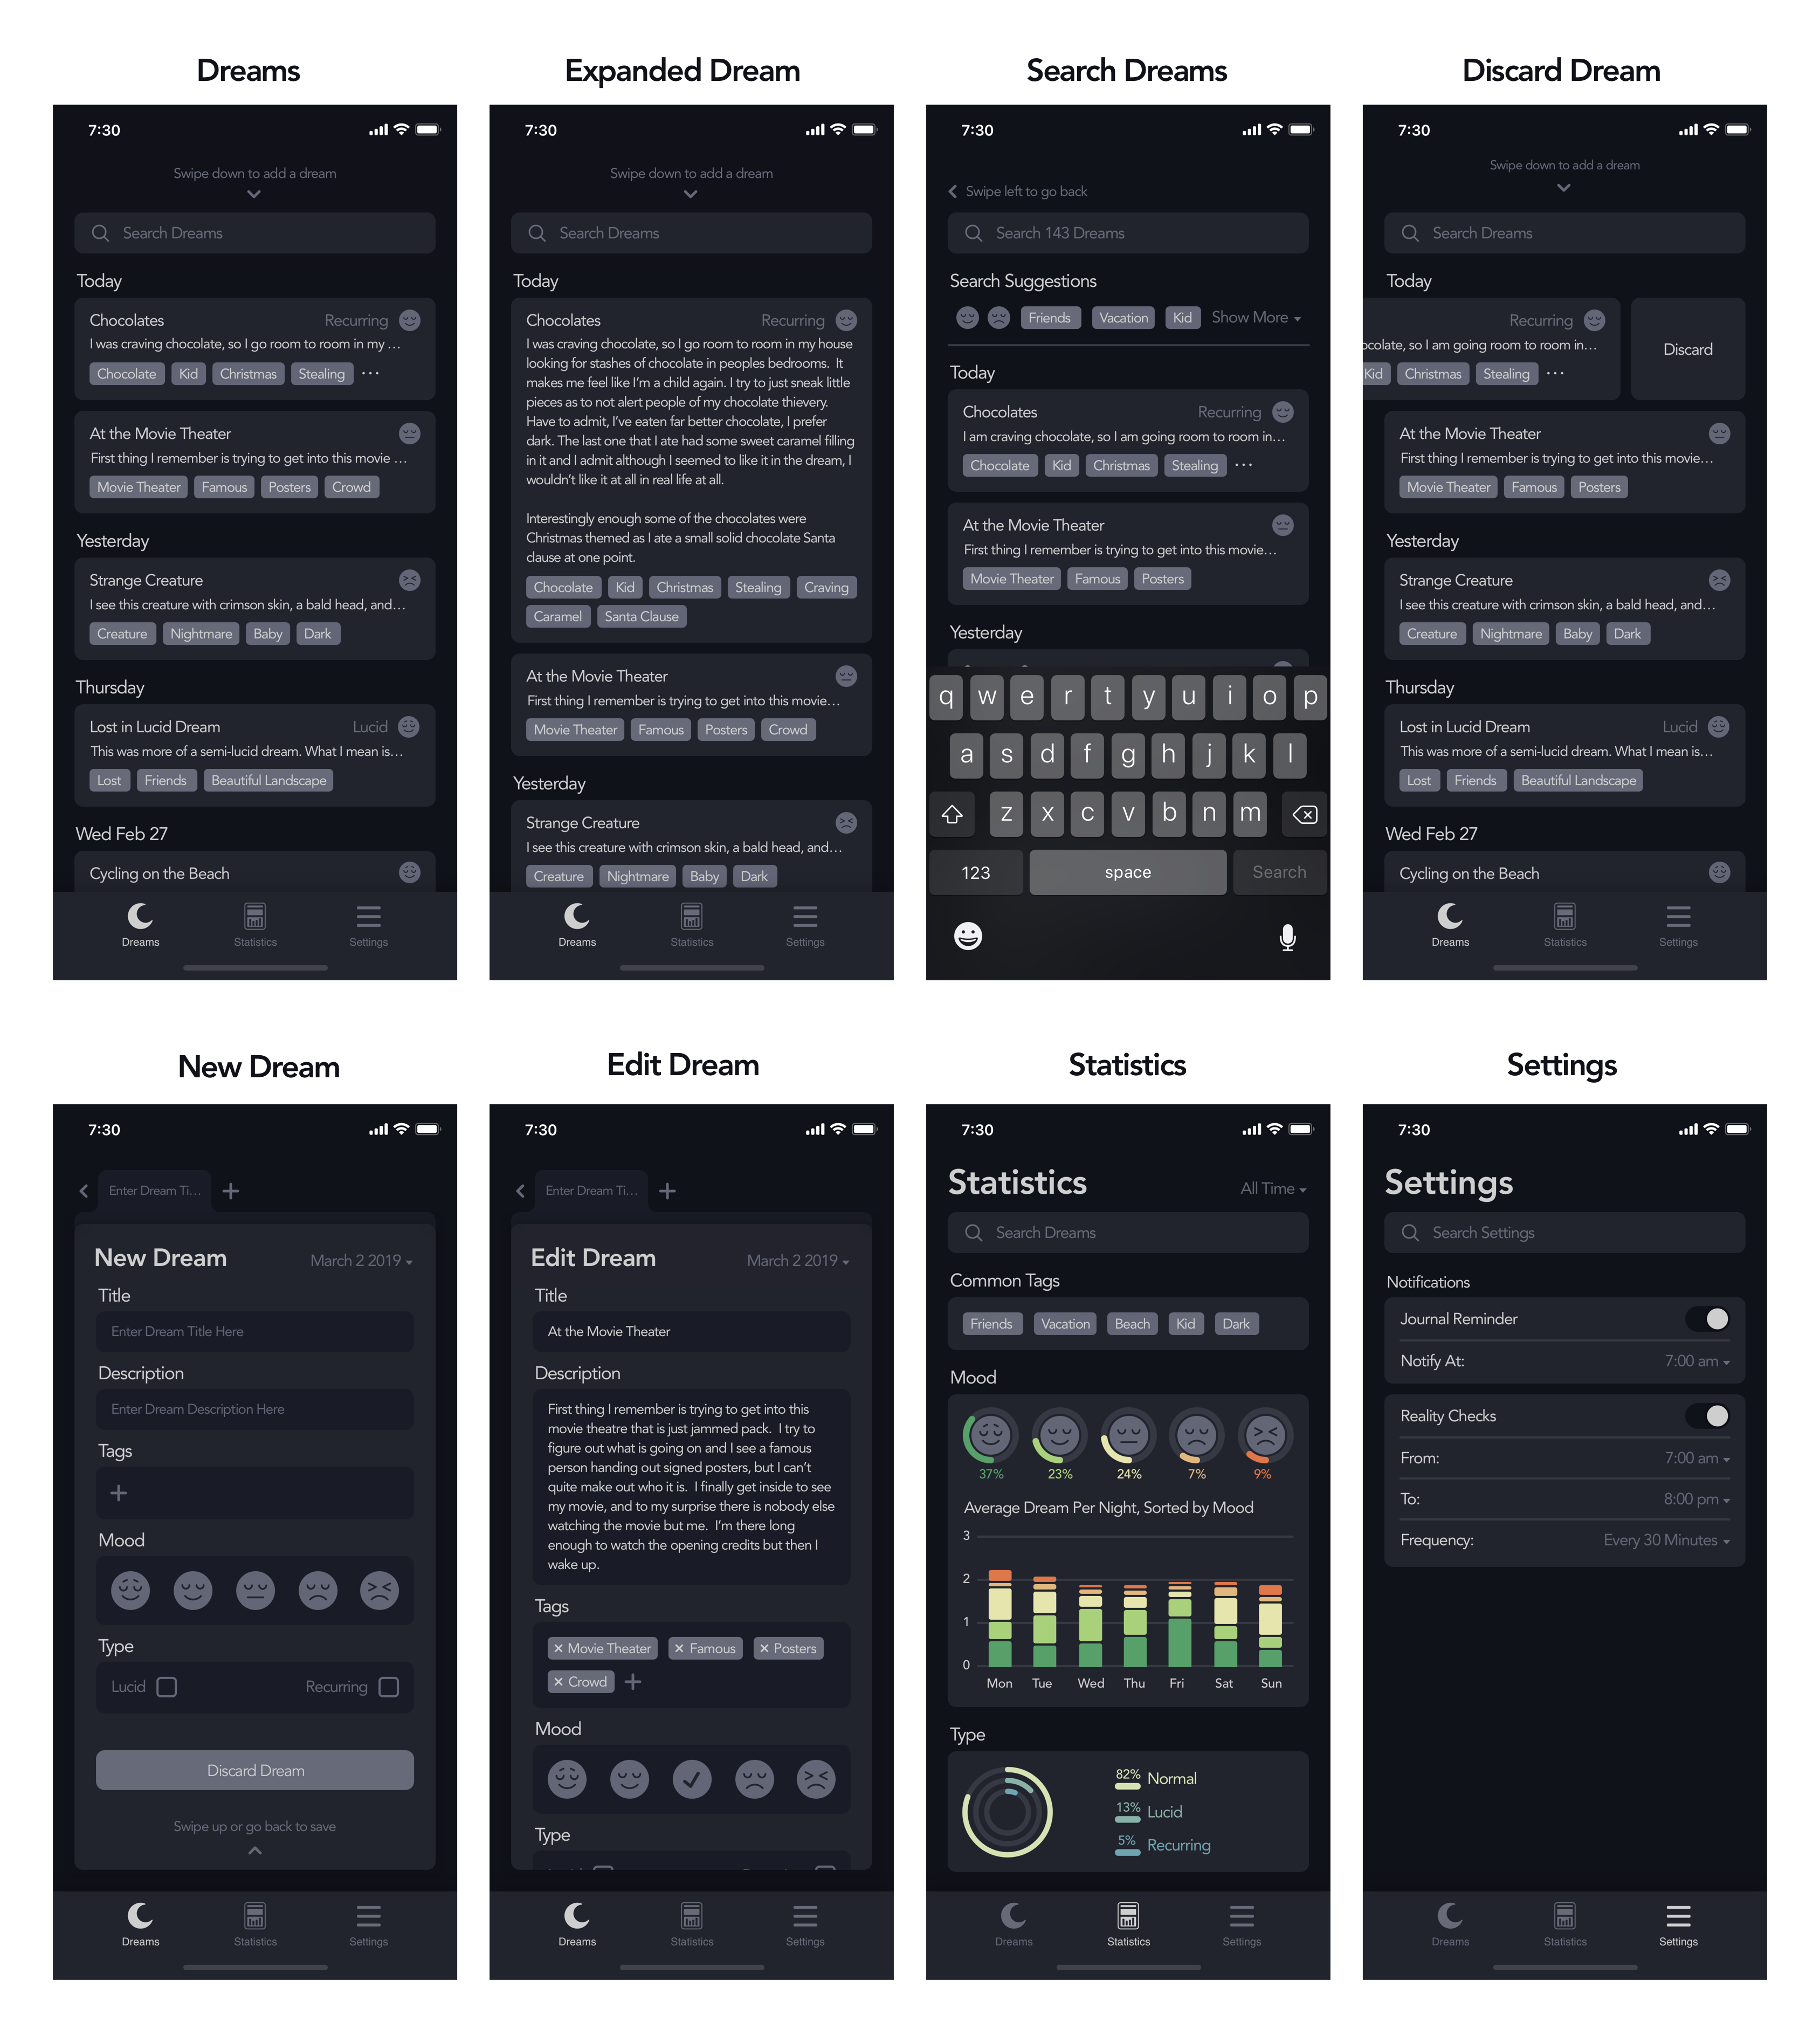 Dreams
7:30
Swipe down to add a dream
Search Dreams
Today
Chocolates Recurring
I was craving chocolate, so I go room to room in my ...
Chocolate Kid Christmas Stealing ...
At the Movie Theater
First thing I remember is trying to get into this movie ...
Movie Theater Famous Posters Crowd
Yesterday
Strange Creature
I see this creature with crimson skin, a bald head, and...
Creature Nightmare Baby Dark
Thursday
Lost in Lucid Dream Lucid
This was more of a semi-lucid dream. What I mean is...
Lost Friends Beautiful Landscape
Wed Feb 27
Cycling on the Beach
Dreams Statistics Settings
Expanded Dream
7:30
Swipe down to add a dream
Search Dreams
Today
Chocolates Recurring
I was craving chocolate, so I go room to room in my house
looking for stashes of chocolate in peoples bedrooms. It
makes me feel like I'm a child again. I try to just sneak little
pieces as to not alert people of my chocolate thievery.
Have to admit, I've eaten far better chocolate, I prefer
dark. The last one that I ate had some sweet caramel filling
in it and I admit although I seemed to like it in the dream, I
wouldn't like it at all in real life at all.
Interestingly enough some of the chocolates were
Christmas themed as I ate a small solid chocolate Santa
clause at one point.
Chocolate Kid Christmas Stealing Craving
Caramel Santa Clause
At the Movie Theater
First thing I remember is trying to get into this movie...
Movie Theater Famous Posters Crowd
Yesterday
Strange Creature
I see this creature with crimson skin, a bald head, and...
Creature Nightmare Baby Dark
Dreams Statistics Settings
Search Dreams
7:30
Swipe left to go back
Search 143 Dreams
Search Suggestions
Friends Vacation Kid Show More
Today
Chocolates Recurring
I am craving chocolate, so I am going room to room in...
Chocolate Kid Christmas Stealing ...
At the Movie Theater
First thing I remember is trying to get into this movie...
Movie Theater Famous Posters
Yesterday
q w e r t y u i o p
a s d f g h j k l
z x c v b n m
123 space Search
Discard Dream
7:30
Swipe down to add a dream
Search Dreams
Today
Recurring
ocolate, so I am going room to room in...
Kid Christmas Stealing ...
Discard
At the Movie Theater
First thing I remember is trying to get into this movie...
Movie Theater Famous Posters
Yesterday
Strange Creature
I see this creature with crimson skin, a bald head, and...
Creature Nightmare Baby Dark
Thursday
Lost in Lucid Dream Lucid
This was more of a semi-lucid dream. What I mean is...
Lost Friends Beautiful Landscape
Wed Feb 27
Cycling on the Beach
Dreams Statistics Settings
New Dream
7:30
Enter Dream Ti... +
New Dream March 2 2019
Title
Enter Dream Title Here
Description
Enter Dream Description Here
Tags
+
Mood
Type
Lucid Recurring
Discard Dream
Swipe up or go back to save
Dreams Statistics Settings
Edit Dream
7:30
Enter Dream Ti... +
Edit Dream March 2 2019
Title
At the Movie Theater
Description
First thing I remember is trying to get into this
movie theatre that is just jammed pack. I try to
figure out what is going on and I see a famous
person handing out signed posters, but I can't
quite make out who it is. I finally get inside to see
my movie, and to my surprise there is nobody else
watching the movie but me. I'm there long
enough to watch the opening credits but then I
wake up.
Tags
× Movie Theater × Famous × Posters
× Crowd +
Mood
Type
Dreams Statistics Settings
Statistics
7:30
Statistics All Time
Search Dreams
Common Tags
Friends Vacation Beach Kid Dark
Mood
37% 23% 24% 7% 9%
Average Dream Per Night, Sorted by Mood
3
2
1
0
Mon Tue Wed Thu Fri Sat Sun
Type
82% Normal
13% Lucid
5% Recurring
Dreams Statistics Settings
Settings
7:30
Settings
Search Settings
Notifications
Journal Reminder
Notify At: 7:00 am
Reality Checks
From: 7:00 am
To: 8:00 pm
Frequency: Every 30 Minutes
Dreams Statistics Settings